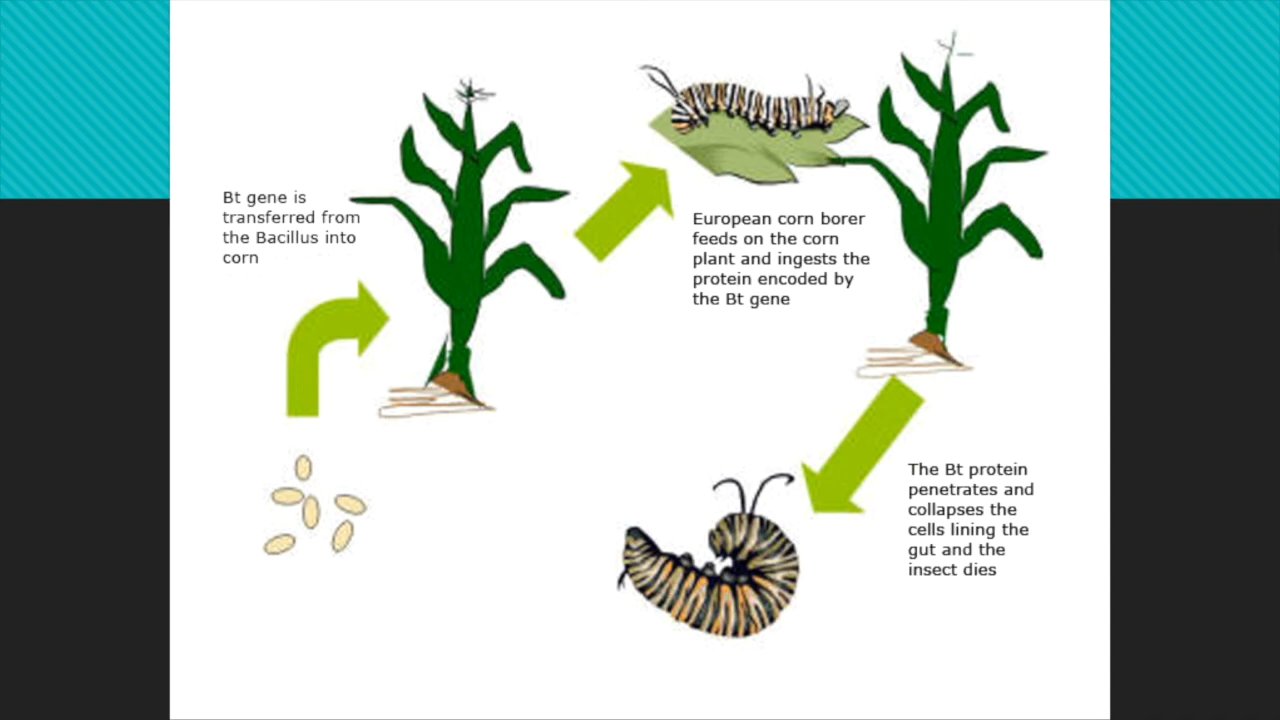 Bt gene is
transferred from
the Bacillus into
corn
European corn borer
feeds on the corn
plant and ingests the
protein encoded by
the Bt gene
The Bt protein
penetrates and
collapses the
cells lining the
gut and the
insect dies